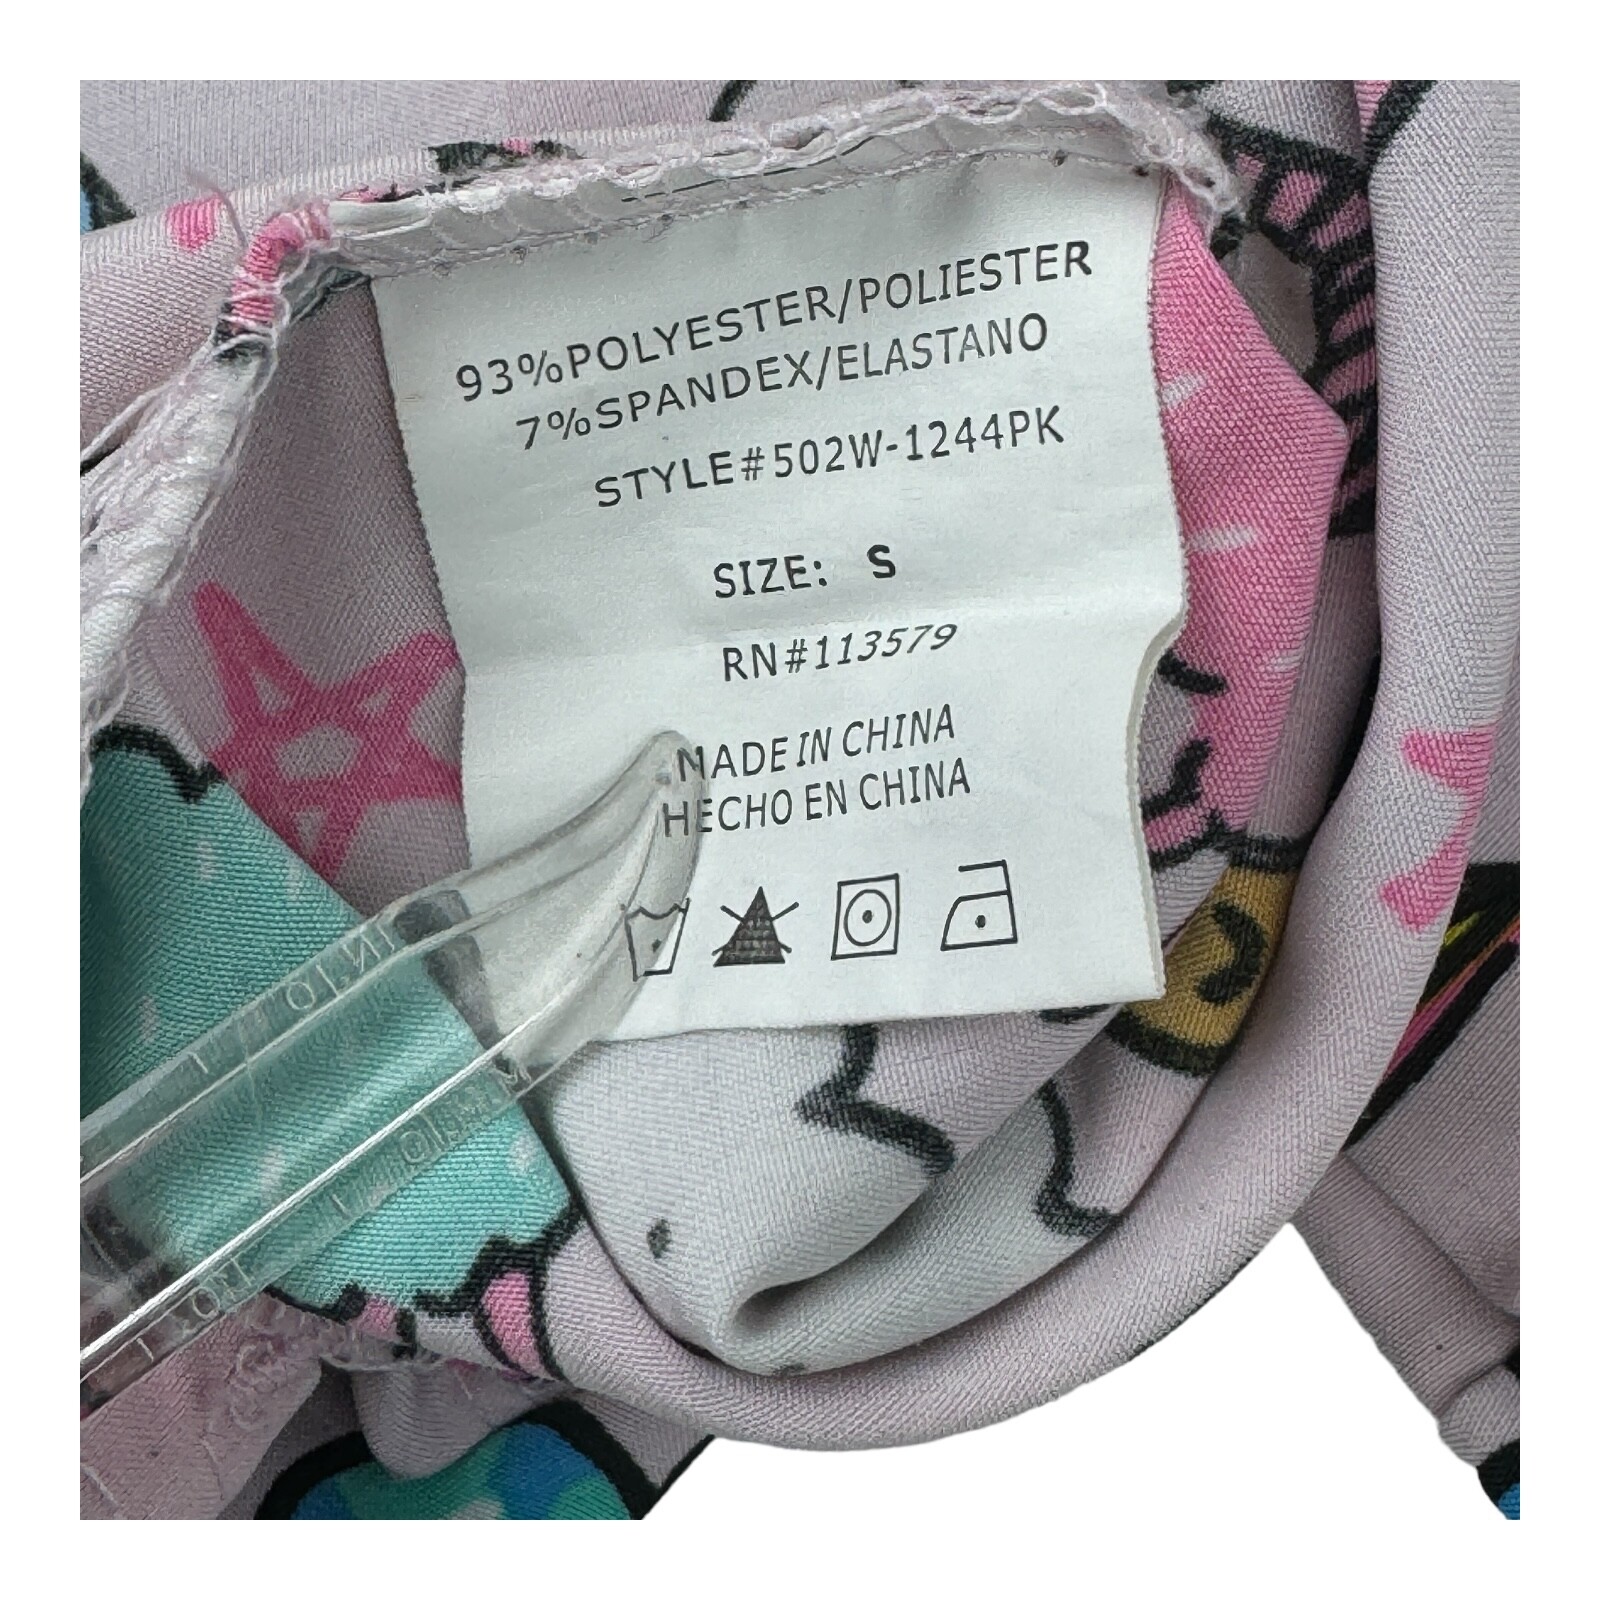 93%POLYESTER/POLIESTER
7%SPANDEX/ELASTANO
STYLE#502W-1244PK
SIZE: S
RN#113579
MADE IN CHINA
HECHO EN CHINA